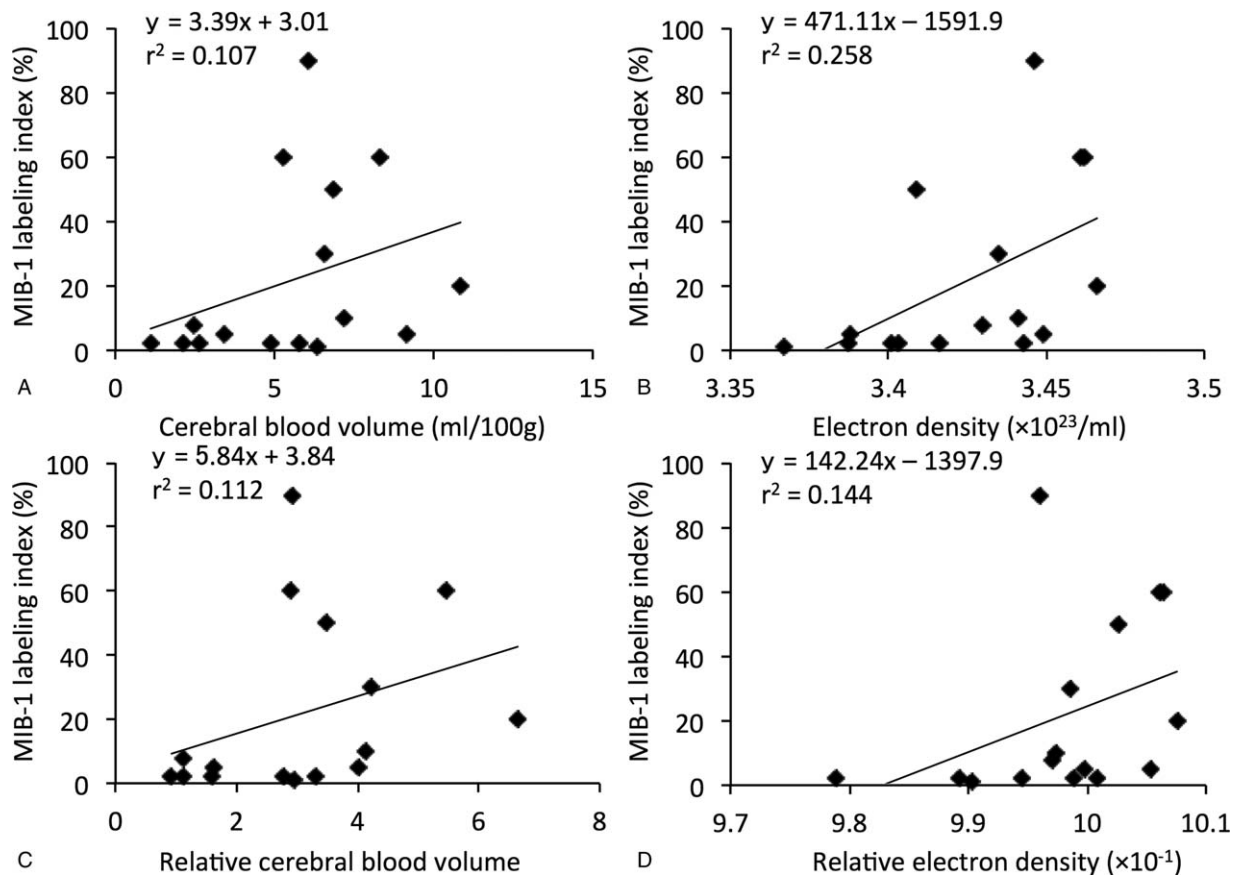 y = 3.39x + 3.01
r² = 0.107
MIB-1 labeling index (%)
100
80
60
40
20
0
0 5 10 15
A
Cerebral blood volume (ml/100g)
y = 471.11x – 1591.9
r² = 0.258
MIB-1 labeling index (%)
100
80
60
40
20
0
3.35 3.4 3.45 3.5
B
Electron density (×10²³/ml)
y = 5.84x + 3.84
r² = 0.112
MIB-1 labeling index (%)
100
80
60
40
20
0
0 2 4 6 8
C
Relative cerebral blood volume
y = 142.24x – 1397.9
r² = 0.144
MIB-1 labeling index (%)
100
80
60
40
20
0
9.7 9.8 9.9 10 10.1
D
Relative electron density (×10⁻¹)